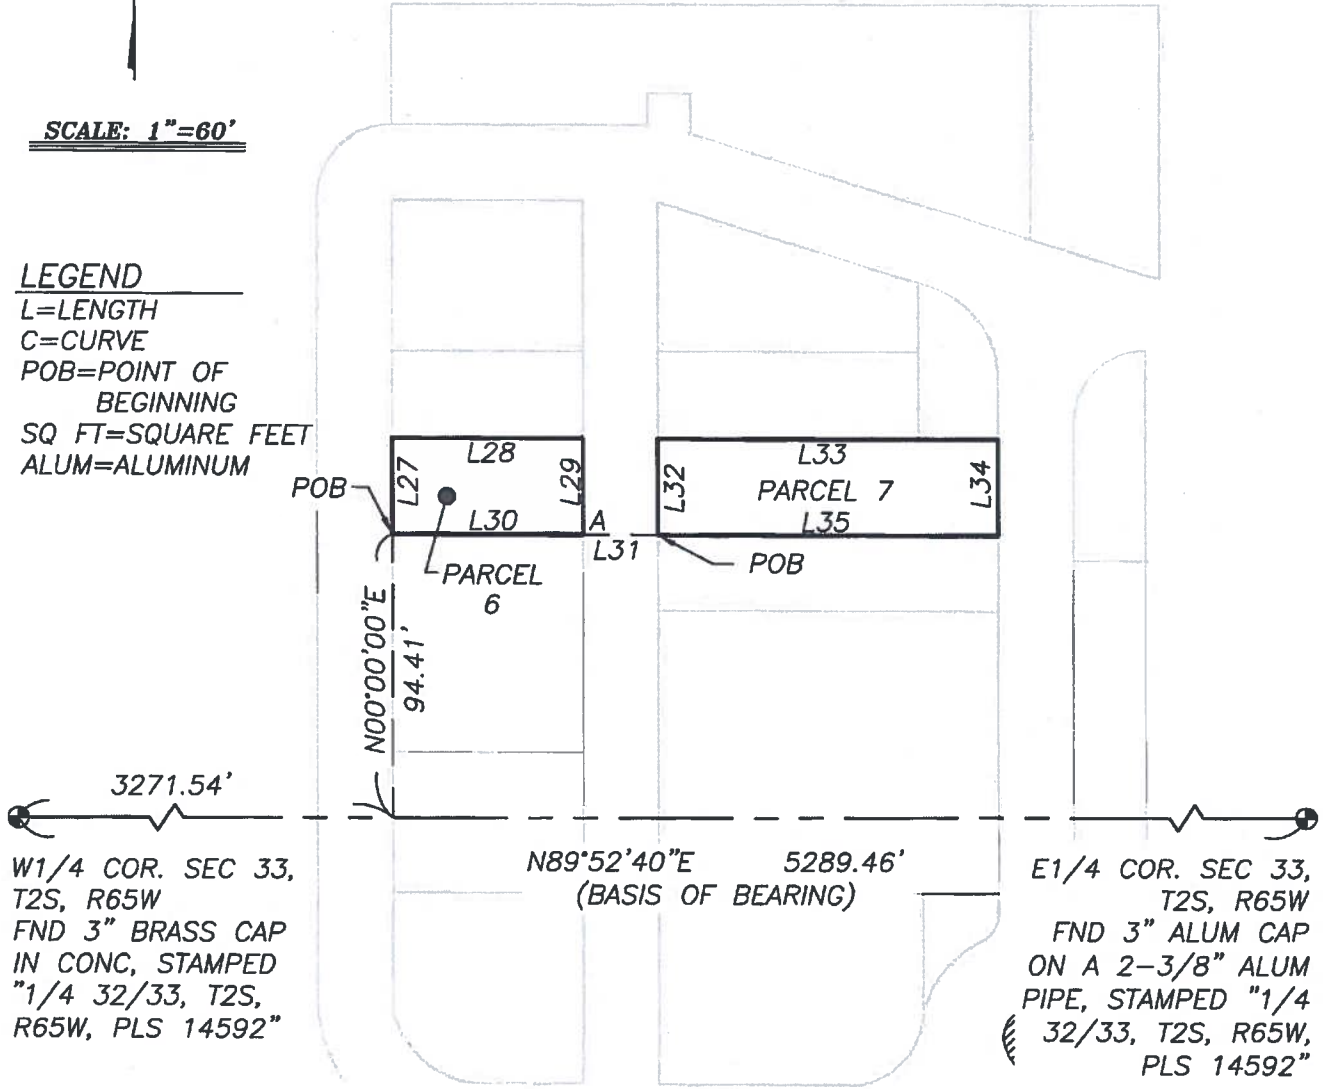 SCALE: 1"=60'
LEGEND
L=LENGTH
C=CURVE
POB=POINT OF
BEGINNING
SQ FT=SQUARE FEET
ALUM=ALUMINUM
POB
L27
L28
L29
L30
A
L31
PARCEL
6
L32
L33
L34
PARCEL 7
L35
POB
N00°00'00"E
94.41'
3271.54'
N89°52'40"E 5289.46'
(BASIS OF BEARING)
W1/4 COR. SEC 33,
T2S, R65W
FND 3" BRASS CAP
IN CONC, STAMPED
"1/4 32/33, T2S,
R65W, PLS 14592"
E1/4 COR. SEC 33,
T2S, R65W
FND 3" ALUM CAP
ON A 2-3/8" ALUM
PIPE, STAMPED "1/4
32/33, T2S, R65W,
PLS 14592"